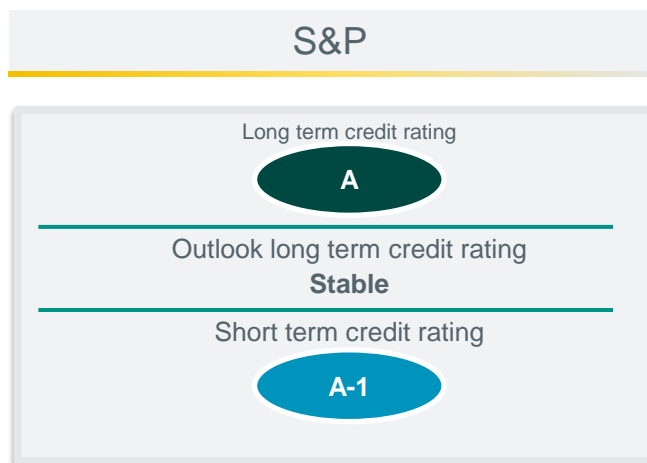 S&P
Long term credit rating
A
Outlook long term credit rating
Stable
Short term credit rating
A-1